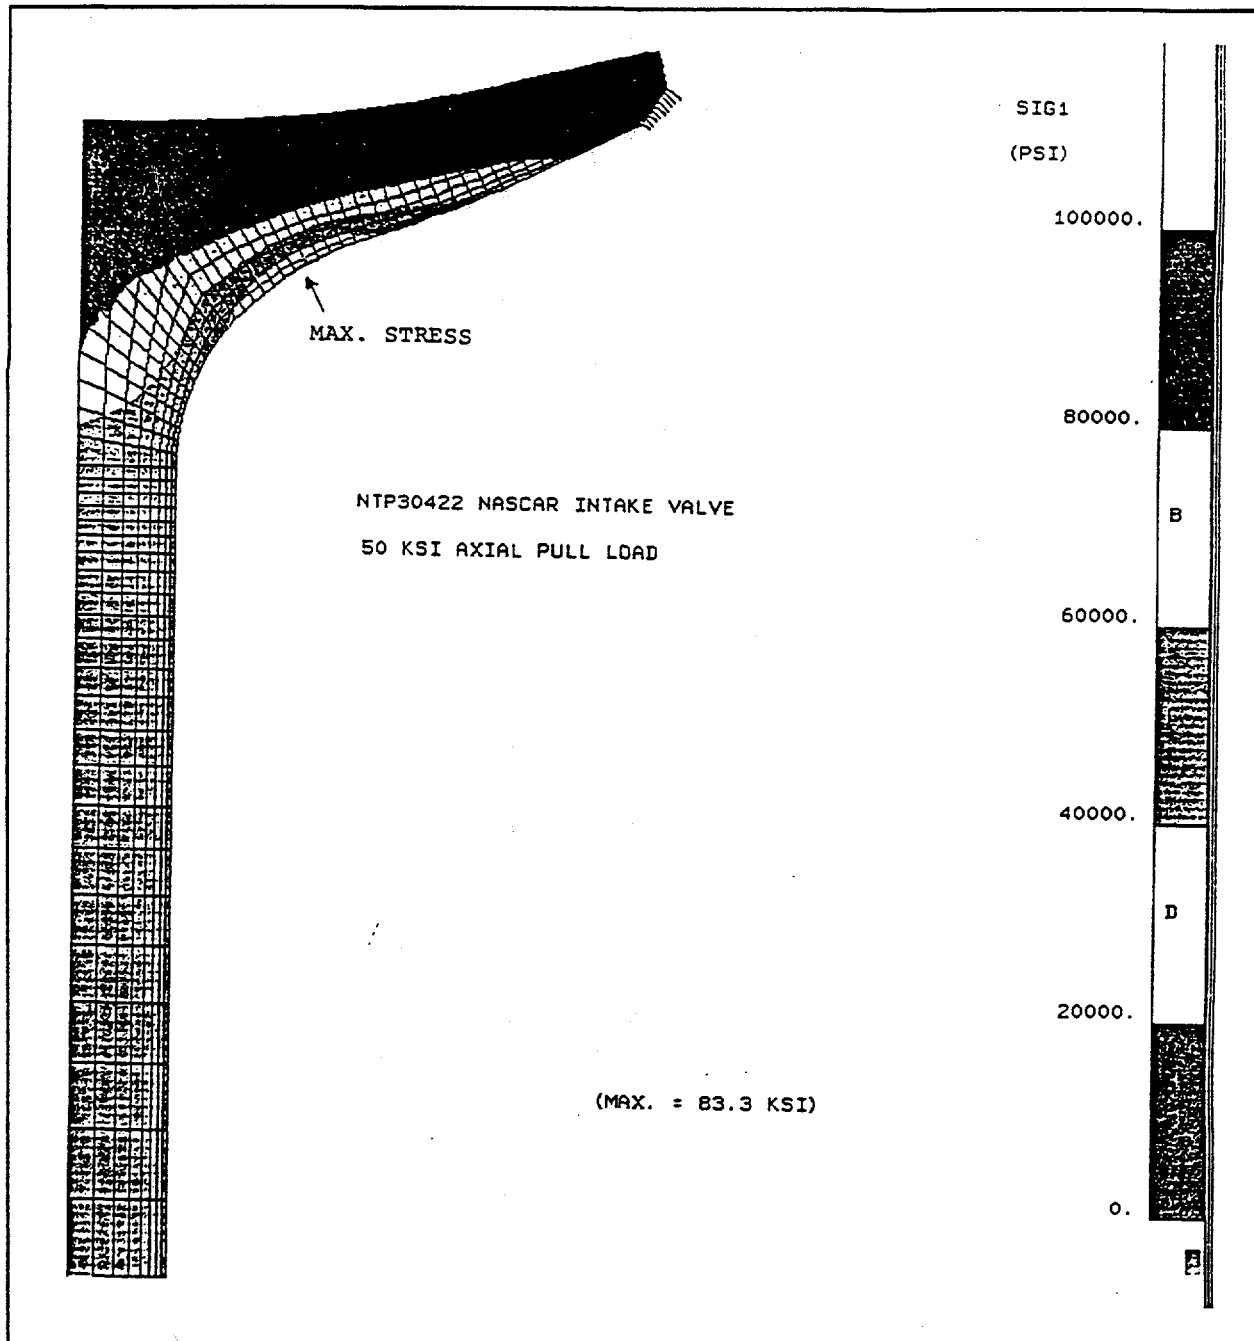 SIG1
(PSI)
100000.
MAX. STRESS
80000.
NTP30422 NASCAR INTAKE VALVE
B
50 KSI AXIAL PULL LOAD
60000.
40000.
D
20000.
(MAX. = 83.3 KSI)
0.